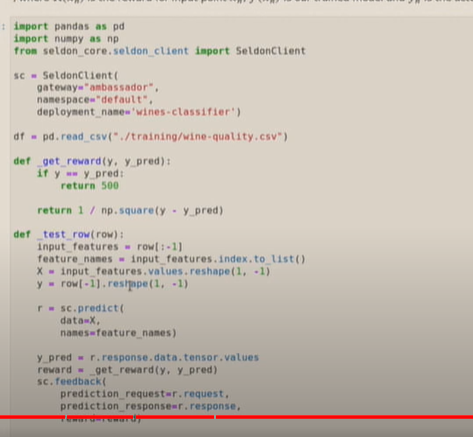 import pandas as pd
import numpy as np
from seldon_core.seldon_client import SeldonClient
sc = SeldonClient(
gateway="ambassador",
namespace="default",
deployment_name='wines-classifier')
df = pd.read_csv("./training/wine-quality.csv")
def _get_reward(y, y_pred):
if y == y_pred:
return 500
return 1 / np.square(y - y_pred)
def _test_row(row):
input_features = row[:-1]
feature_names = input_features.index.to_list()
X = input_features.values.reshape(1, -1)
y = row[-1].reshape(1, -1)
r = sc.predict(
data=X,
names=feature_names)
y_pred = r.response.data.tensor.values
reward = _get_reward(y, y_pred)
sc.feedback(
prediction_request=r.request,
prediction_response=r.response,
reward=reward,